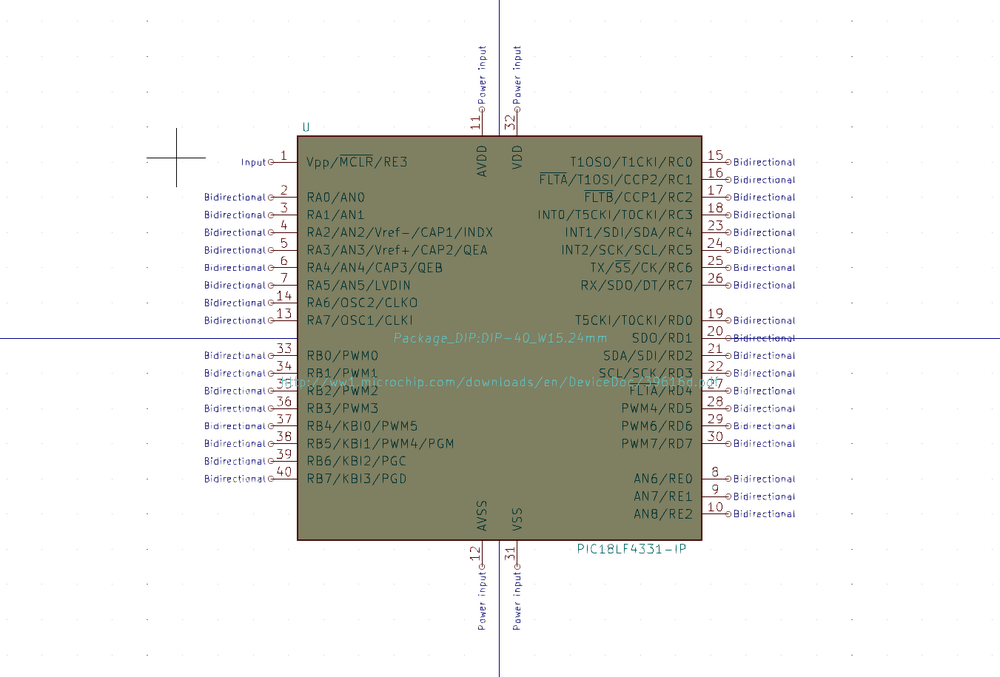 Power input Power input
11 32
U
AVDD VDD
Input 1 Vpp/MCLR/RE3 T1OSO/T1CKI/RC0 15 Bidirectional
FLTA/T1OSI/CCP2/RC1 16 Bidirectional
Bidirectional 2 RA0/AN0 FLTB/CCP1/RC2 17 Bidirectional
Bidirectional 3 RA1/AN1 INT0/T5CKI/T0CKI/RC3 18 Bidirectional
Bidirectional 4 RA2/AN2/Vref-/CAP1/INDX INT1/SDI/SDA/RC4 23 Bidirectional
Bidirectional 5 RA3/AN3/Vref+/CAP2/QEA INT2/SCK/SCL/RC5 24 Bidirectional
Bidirectional 6 RA4/AN4/CAP3/QEB TX/SS/CK/RC6 25 Bidirectional
Bidirectional 7 RA5/AN5/LVDIN RX/SDO/DT/RC7 26 Bidirectional
Bidirectional 14 RA6/OSC2/CLKO
Bidirectional 13 RA7/OSC1/CLKI T5CKI/T0CKI/RD0 19 Bidirectional
Package_DIP:DIP-40_W15.24mm SDO/RD1 20 Bidirectional
Bidirectional 33 RB0/PWM0 SDA/SDI/RD2 21 Bidirectional
Bidirectional 34 RB1/PWM1 SCL/SCK/RD3 22 Bidirectional
http://ww1.microchip.com/downloads/en/DeviceDoc/39616d.pdf
Bidirectional 35 RB2/PWM2 FLTA/RD4 27 Bidirectional
Bidirectional 36 RB3/PWM3 PWM4/RD5 28 Bidirectional
Bidirectional 37 RB4/KBI0/PWM5 PWM6/RD6 29 Bidirectional
Bidirectional 38 RB5/KBI1/PWM4/PGM PWM7/RD7 30 Bidirectional
Bidirectional 39 RB6/KBI2/PGC
Bidirectional 40 RB7/KBI3/PGD AN6/RE0 8 Bidirectional
AN7/RE1 9 Bidirectional
AN8/RE2 10 Bidirectional
AVSS VSS
PIC18LF4331-IP
12 31
Power input Power input